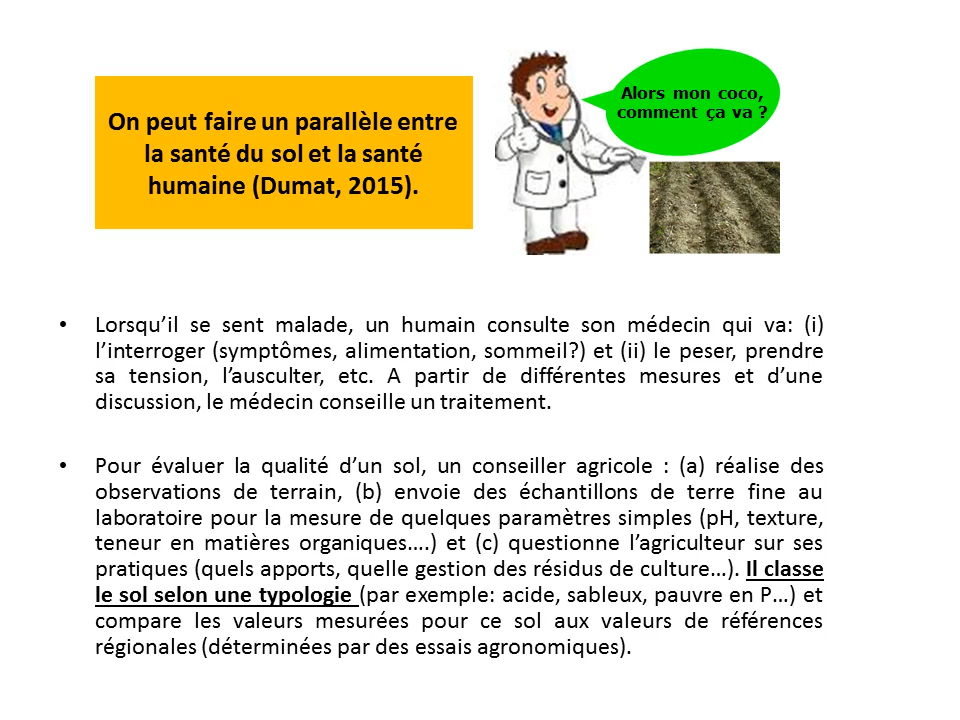 On peut faire un parallèle entre
la santé du sol et la santé
humaine (Dumat, 2015).
Alors mon coco,
comment ça va ?
• Lorsqu’il se sent malade, un humain consulte son médecin qui va: (i)
l’interroger (symptômes, alimentation, sommeil?) et (ii) le peser, prendre
sa tension, l’ausculter, etc. A partir de différentes mesures et d’une
discussion, le médecin conseille un traitement.
• Pour évaluer la qualité d’un sol, un conseiller agricole : (a) réalise des
observations de terrain, (b) envoie des échantillons de terre fine au
laboratoire pour la mesure de quelques paramètres simples (pH, texture,
teneur en matières organiques….) et (c) questionne l’agriculteur sur ses
pratiques (quels apports, quelle gestion des résidus de culture…). Il classe
le sol selon une typologie (par exemple: acide, sableux, pauvre en P…) et
compare les valeurs mesurées pour ce sol aux valeurs de références
régionales (déterminées par des essais agronomiques).